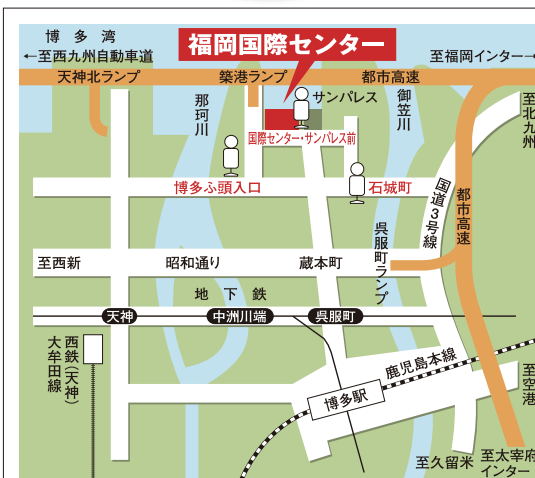 博多湾
福岡国際センター
←至西九州自動車道
至福岡インター→
天神北ランプ
築港ランプ
都市高速
那珂川
サンパレス
御笠川
至北九州
国際センター・サンパレス前
博多ふ頭入口
石城町
国道3号線
都市高速
呉服町ランプ
至西新
昭和通り
蔵本町
地下鉄
天神
中洲川端
呉服町
西鉄(天神)
大牟田線
鹿児島本線
至空港
博多駅
至久留米
至太宰府
インター